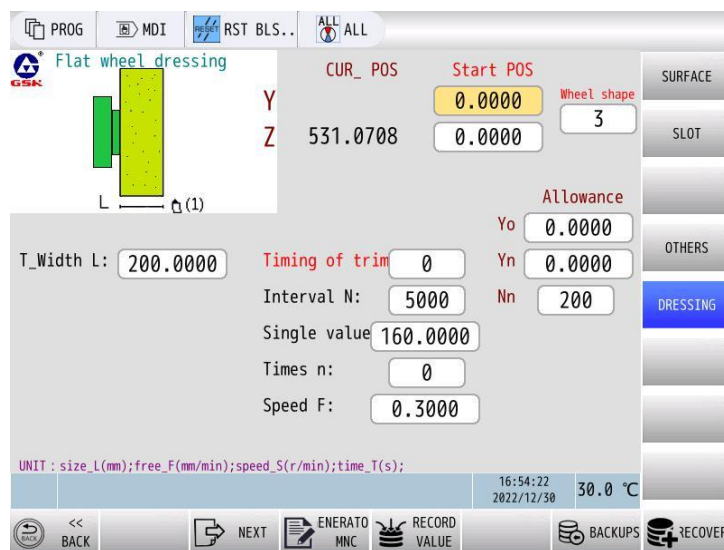 PROG
MDI
RESET RST BLS..
ALL ALL
GSK
Flat wheel dressing
CUR_ POS
Start POS
Y
0.0000
Wheel shape
3
Z
531.0708
0.0000
L
(1)
Allowance
Yo 0.0000
T_Width L: 200.0000
Timing of trim 0
Yn 0.0000
Interval N: 5000
Nn 200
Single value 160.0000
Times n: 0
Speed F: 0.3000
UNIT : size_L(mm);free_F(mm/min);speed_S(r/min);time_T(s);
16:54:22
2022/12/30
30.0 ℃
SURFACE
SLOT
OTHERS
DRESSING
BACK
<<
BACK
NEXT
ENERATO
MNC
RECORD
VALUE
BACKUPS
RECOVER